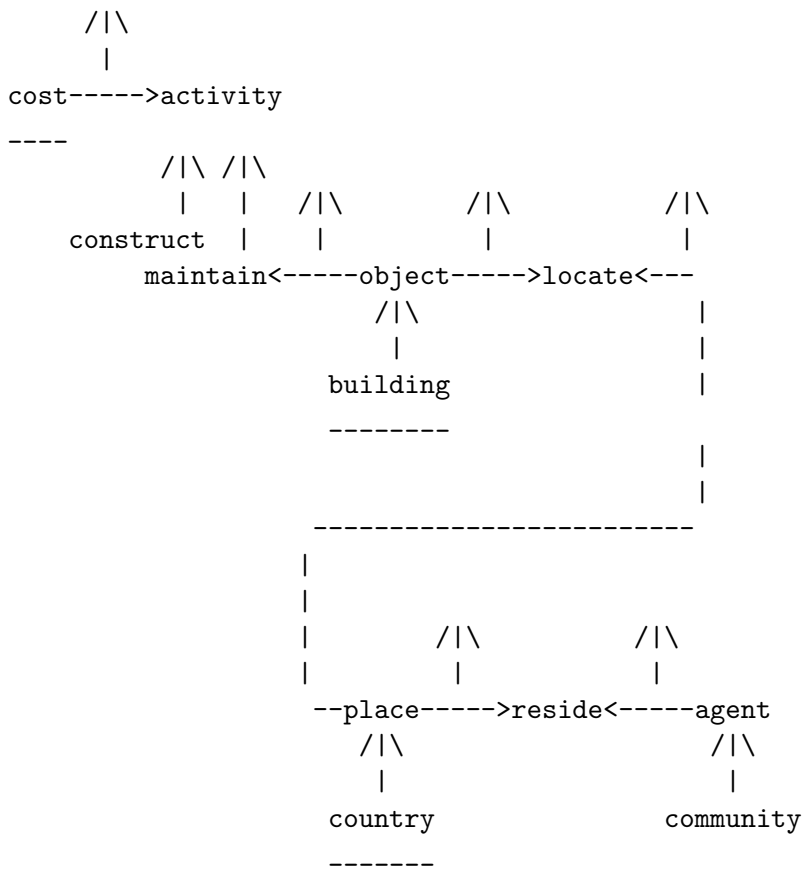 /|\
|
cost----->activity
----
/|\ /|\
| | /|\ /|\ /|\
construct | | | |
maintain<-----object----->locate<---
/|\ |
| |
building |
--------
|
|
-------------------------
|
|
| /|\ /|\
| | |
--place----->reside<-----agent
/|\ /|\
| |
country community
-------